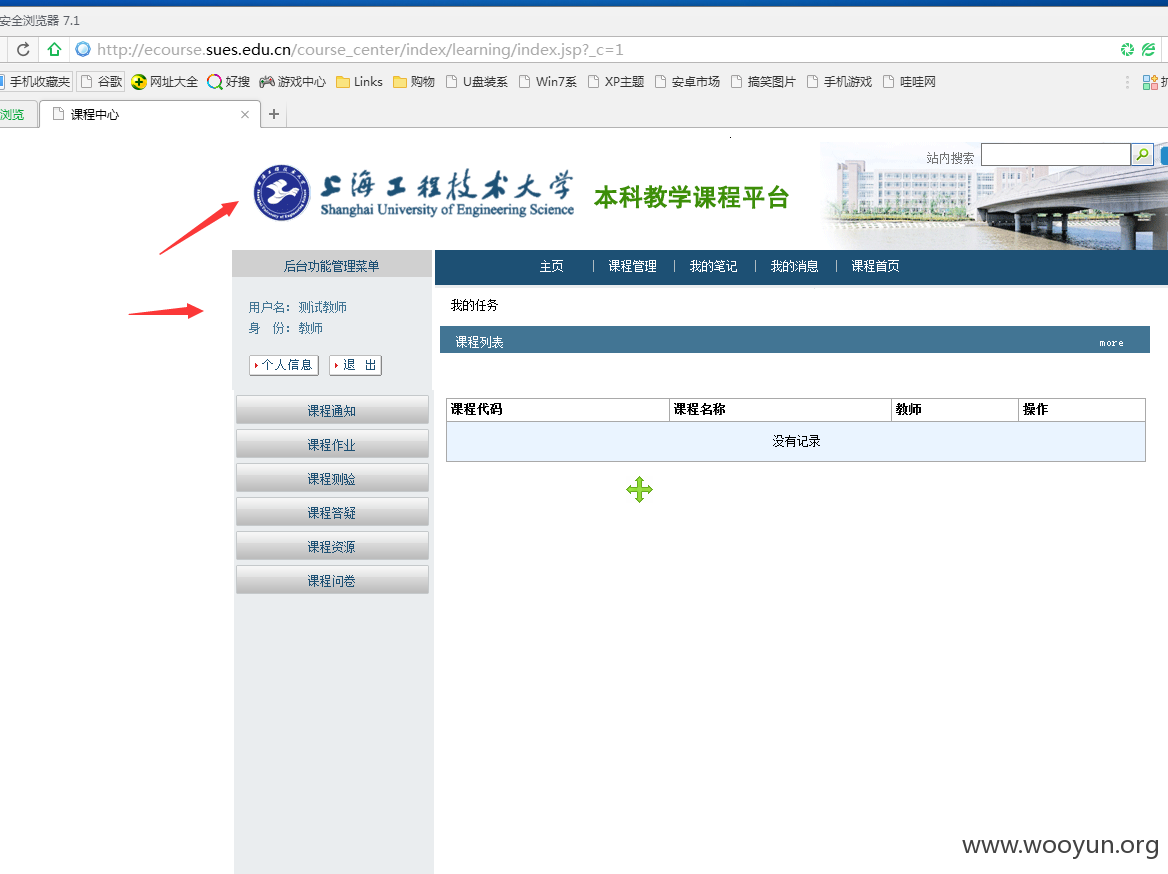 安全浏览器 7.1
http://ecourse.sues.edu.cn/course_center/index/learning/index.jsp?_c=1
手机收藏夹 谷歌 网址大全 好搜 游戏中心 Links 购物 U盘装系 Win7系 XP主题 安卓市场 搞笑图片 手机游戏 哇哇网
浏览 课程中心
站内搜索
上海工程技术大学 本科教学课程平台
Shanghai University of Engineering Science
后台功能管理菜单
主页 | 课程管理 | 我的笔记 | 我的消息 | 课程首页
用户名: 测试教师
身 份: 教师
个人信息 退 出
我的任务
课程列表 more
课程代码 课程名称 教师 操作
没有记录
课程通知
课程作业
课程测验
课程答疑
课程资源
课程问卷
www.wooyun.org